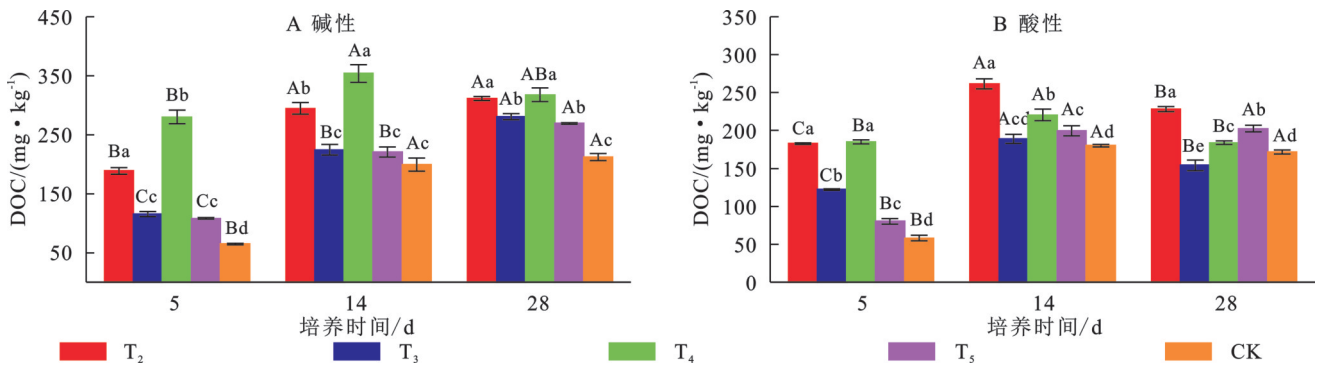 A 碱性
DOC/(mg·kg⁻¹)
450
350
250
150
50
Ba
Cc
Bb
Cc
Bd
Ab
Bc
Aa
Bc
Ac
Aa
Ab
ABa
Ab
Ac
5
14
28
培养时间/d
B 酸性
DOC/(mg·kg⁻¹)
350
300
250
200
150
100
50
0
Ca
Cb
Ba
Bc
Bd
Aa
Acd
Ab
Ac
Ad
Ba
Be
Bc
Ab
Ad
5
14
28
培养时间/d
T₂
T₃
T₄
T₅
CK